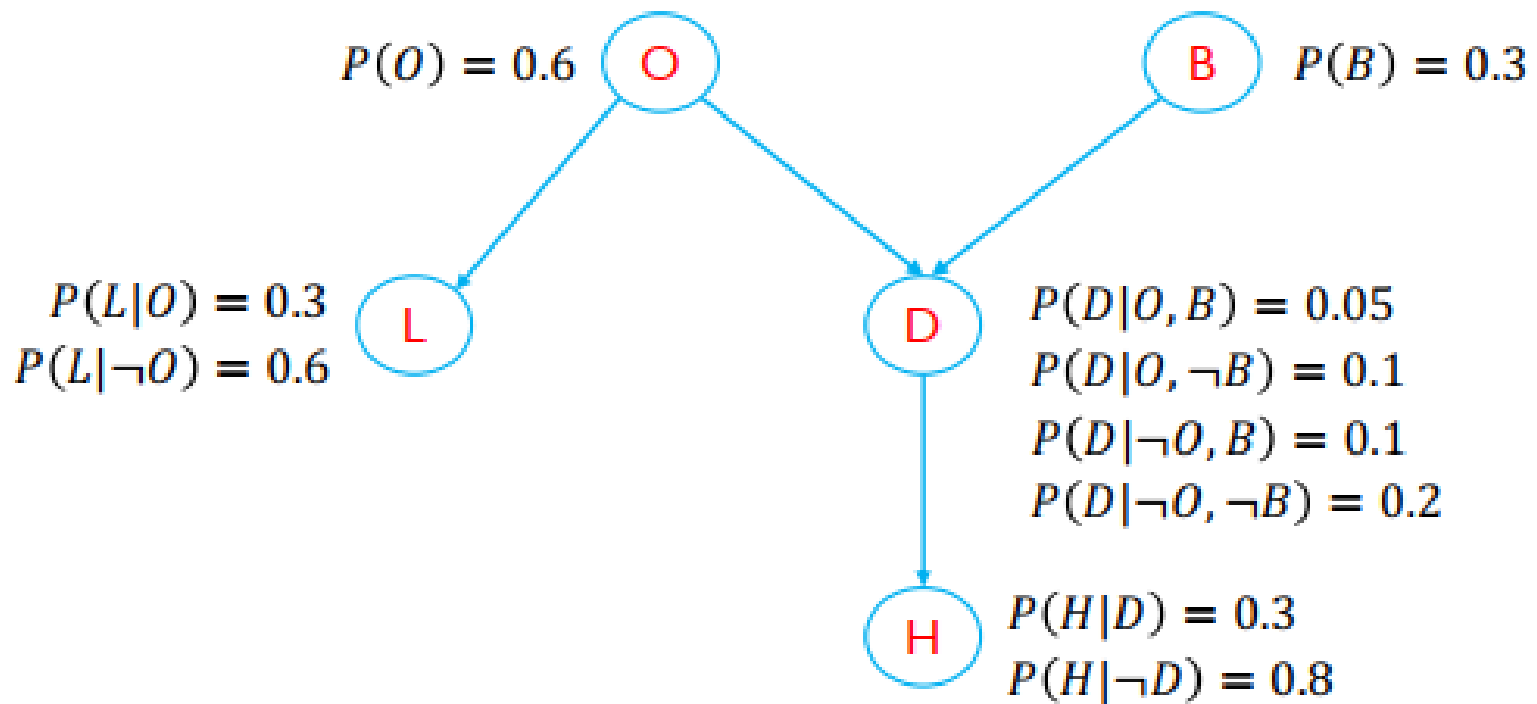 P(O) = 0.6 O B P(B) = 0.3
P(L|O) = 0.3
P(L|¬O) = 0.6
L
D
P(D|O, B) = 0.05
P(D|O, ¬B) = 0.1
P(D|¬O, B) = 0.1
P(D|¬O, ¬B) = 0.2
H
P(H|D) = 0.3
P(H|¬D) = 0.8